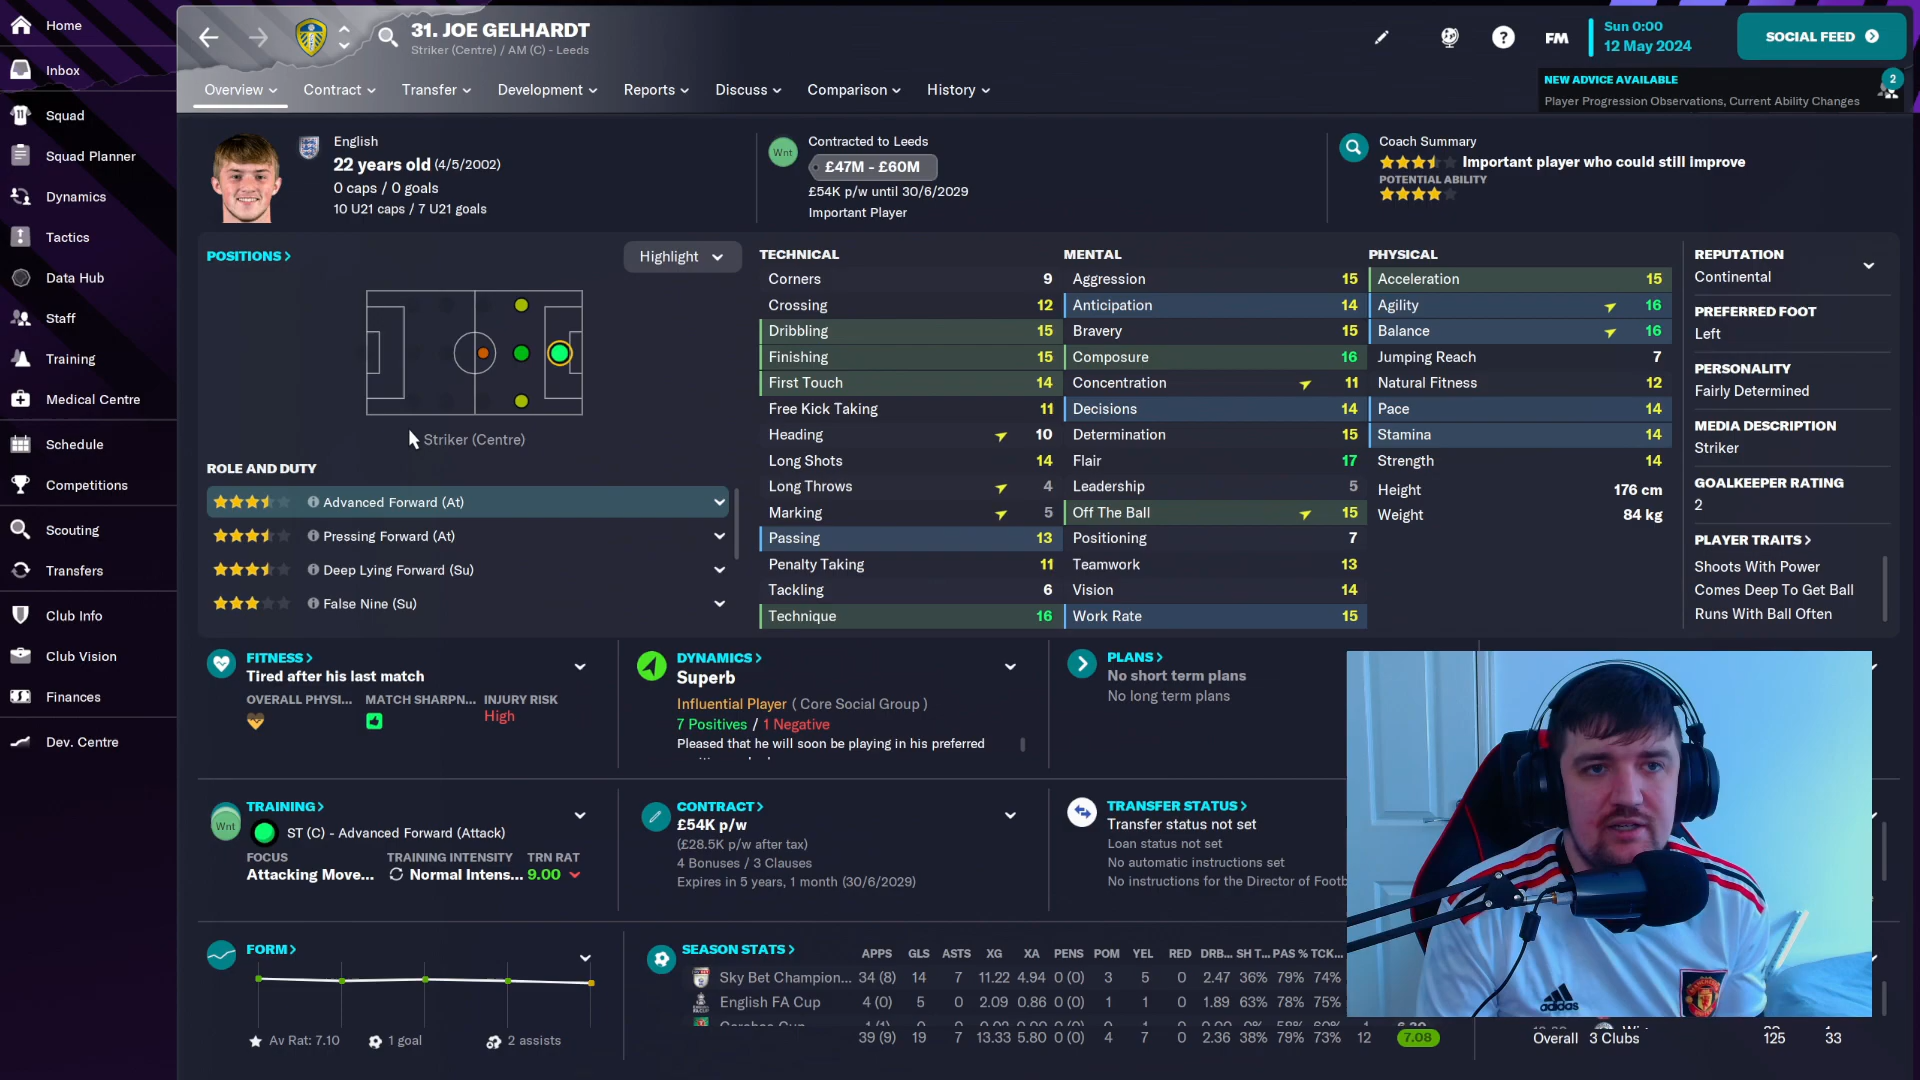 Home
Inbox
Squad
Squad Planner
Dynamics
Tactics
Data Hub
Staff
Training
Medical Centre
Schedule
Competitions
Scouting
Transfers
Club Info
Club Vision
Finances
Dev. Centre
31. JOE GELHARDT
Striker (Centre) / AM (C) - Leeds
FM
Sun 0:00
12 May 2024
SOCIAL FEED
Overview
Contract
Transfer
Development
Reports
Discuss
Comparison
History
NEW ADVICE AVAILABLE
Player Progression Observations, Current Ability Changes
2
English
22 years old (4/5/2002)
0 caps / 0 goals
10 U21 caps / 7 U21 goals
Wnt
Contracted to Leeds
£47M - £60M
£54K p/w until 30/6/2029
Important Player
Coach Summary
Important player who could still improve
POTENTIAL ABILITY
POSITIONS >
Highlight
Striker (Centre)
ROLE AND DUTY
Advanced Forward (At)
Pressing Forward (At)
Deep Lying Forward (Su)
False Nine (Su)
TECHNICAL
Corners 9
Crossing 12
Dribbling 15
Finishing 15
First Touch 14
Free Kick Taking 11
Heading 10
Long Shots 14
Long Throws 4
Marking 5
Passing 13
Penalty Taking 11
Tackling 6
Technique 16
MENTAL
Aggression 15
Anticipation 14
Bravery 15
Composure 16
Concentration 11
Decisions 14
Determination 15
Flair 17
Leadership 5
Off The Ball 15
Positioning 7
Teamwork 13
Vision 14
Work Rate 15
PHYSICAL
Acceleration 15
Agility 16
Balance 16
Jumping Reach 7
Natural Fitness 12
Pace 14
Stamina 14
Strength 14
Height 176 cm
Weight 84 kg
REPUTATION
Continental
PREFERRED FOOT
Left
PERSONALITY
Fairly Determined
MEDIA DESCRIPTION
Striker
GOALKEEPER RATING
2
PLAYER TRAITS >
Shoots With Power
Comes Deep To Get Ball
Runs With Ball Often
FITNESS >
Tired after his last match
OVERALL PHYSI... MATCH SHARPN... INJURY RISK
High
DYNAMICS >
Superb
Influential Player ( Core Social Group )
7 Positives / 1 Negative
Pleased that he will soon be playing in his preferred
PLANS >
No short term plans
No long term plans
TRAINING >
Wnt
ST (C) - Advanced Forward (Attack)
FOCUS TRAINING INTENSITY TRN RAT
Attacking Move... Normal Intens... 9.00
CONTRACT >
£54K p/w
(£28.5K p/w after tax)
4 Bonuses / 3 Clauses
Expires in 5 years, 1 month (30/6/2029)
TRANSFER STATUS >
Transfer status not set
Loan status not set
No automatic instructions set
No instructions for the Director of Footb
FORM >
Av Rat: 7.10 1 goal 2 assists
SEASON STATS > APPS GLS ASTS XG XA PENS POM YEL RED DRB... SH T... PAS % TCK...
Sky Bet Champion... 34 (8) 14 7 11.22 4.94 0 (0) 3 5 0 2.47 36% 79% 74%
English FA Cup 4 (0) 5 0 2.09 0.86 0 (0) 1 1 0 1.89 63% 78% 75%
39 (9) 19 7 13.33 5.80 0 (0) 4 7 0 2.36 38% 79% 73% 12 7.08
Overall 3 Clubs 125 33
adidas